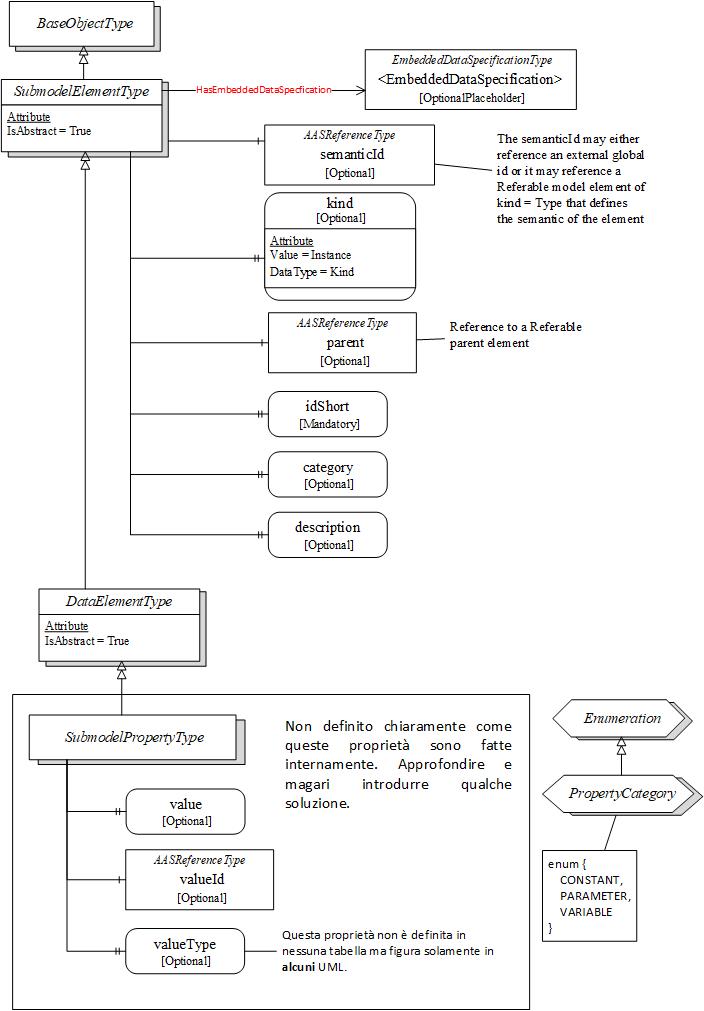 BaseObjectType
SubmodelElementType
Attribute
IsAbstract = True
HasEmbeddedDataSpecfication
EmbeddedDataSpecificationType
<EmbeddedDataSpecification>
[OptionalPlaceholder]
AASReferenceType
semanticId
[Optional]
The semanticId may either
reference an external global
id or it may reference a
Referable model element of
kind = Type that defines
the semantic of the element
kind
[Optional]
Attribute
Value = Instance
DataType = Kind
AASReferenceType
parent
[Optional]
Reference to a Referable
parent element
idShort
[Mandatory]
category
[Optional]
description
[Optional]
DataElementType
Attribute
IsAbstract = True
SubmodelPropertyType
Non definito chiaramente come
queste proprietà sono fatte
internamente. Approfondire e
magari introdurre qualche
soluzione.
value
[Optional]
AASReferenceType
valueId
[Optional]
valueType
[Optional]
Questa proprietà non è definita in
nessuna tabella ma figura solamente in
alcuni UML.
Enumeration
PropertyCategory
enum {
CONSTANT,
PARAMETER,
VARIABLE
}